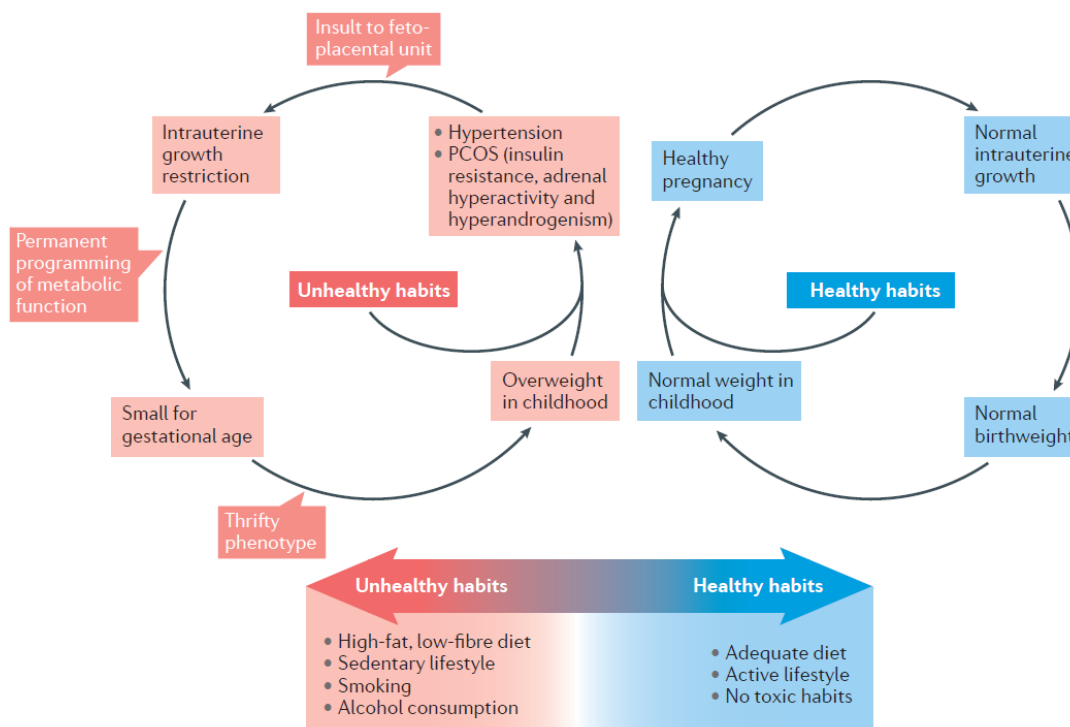 Insult to feto-
placental unit
Intrauterine
growth
restriction
• Hypertension
• PCOS (insulin
resistance, adrenal
hyperactivity and
hyperandrogenism)
Permanent
programming
of metabolic
function
Unhealthy habits
Small for
gestational age
Overweight
in childhood
Thrifty
phenotype
Healthy
pregnancy
Normal
intrauterine
growth
Healthy habits
Normal weight in
childhood
Normal
birthweight
Unhealthy habits
Healthy habits
• High-fat, low-fibre diet
• Sedentary lifestyle
• Smoking
• Alcohol consumption
• Adequate diet
• Active lifestyle
• No toxic habits